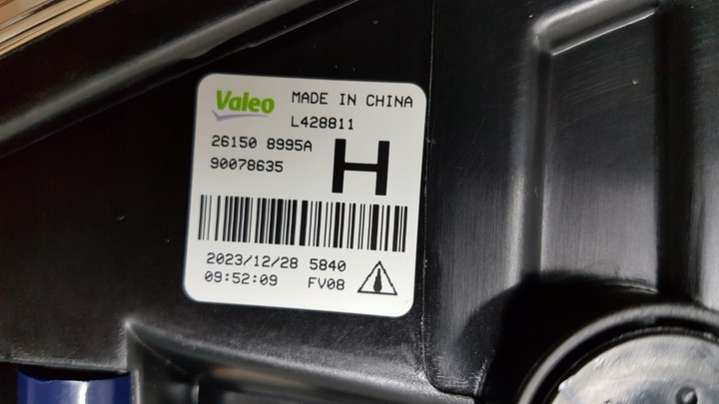 Valeo MADE IN CHINA
L428811
26150 8995A
90078635 H
2023/12/28 5840
09:52:09 FV08